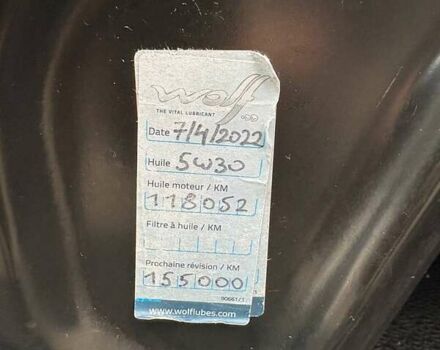 wolf
THE VITAL LUBRICANT
Date 7/4/2022
Huile 5W30
Huile moteur / KM
118052
Filtre à huile / KM
Prochaine révision / KM
155000
www.wolflubes.com